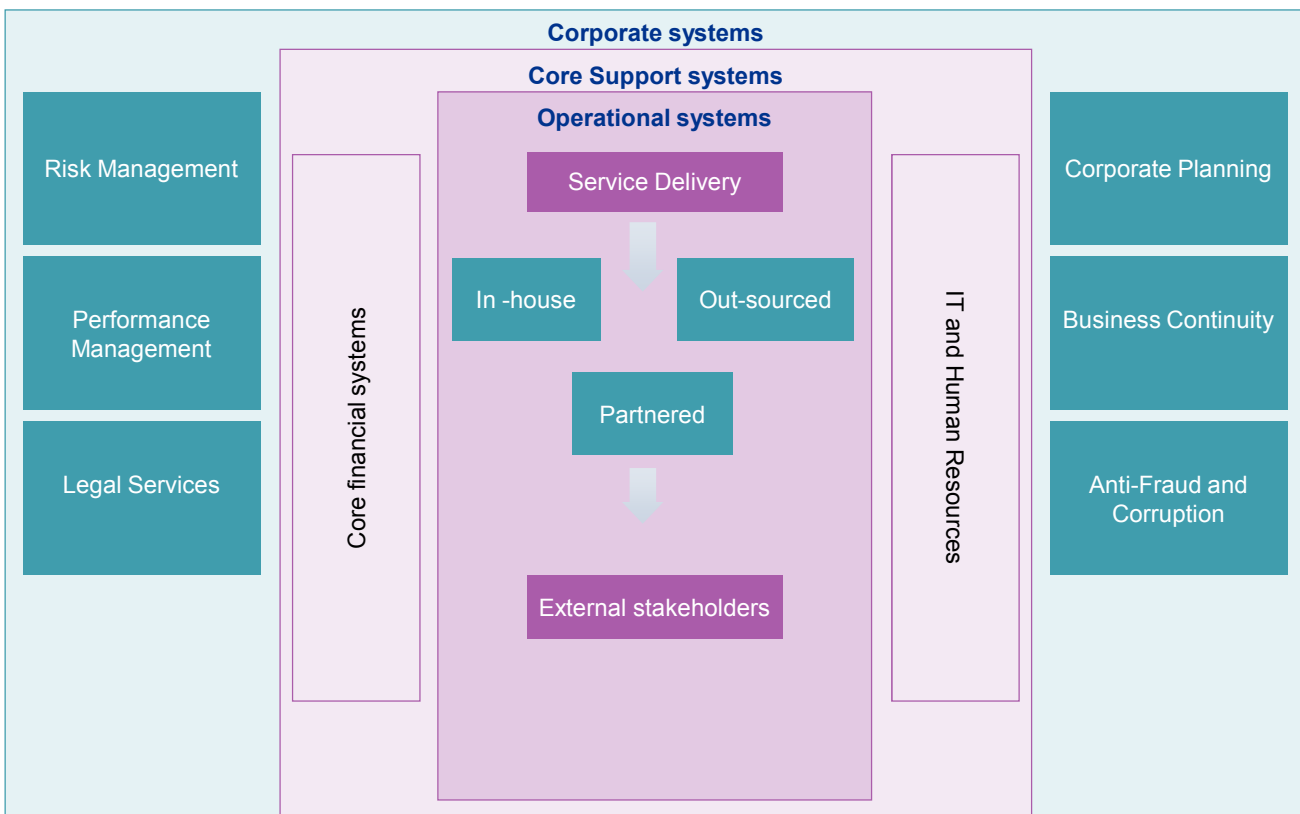 Corporate systems
Core Support systems
Operational systems
Risk Management
Performance
Management
Legal Services
Core financial systems
Service Delivery
In -house
Out-sourced
Partnered
External stakeholders
IT and Human Resources
Corporate Planning
Business Continuity
Anti-Fraud and
Corruption